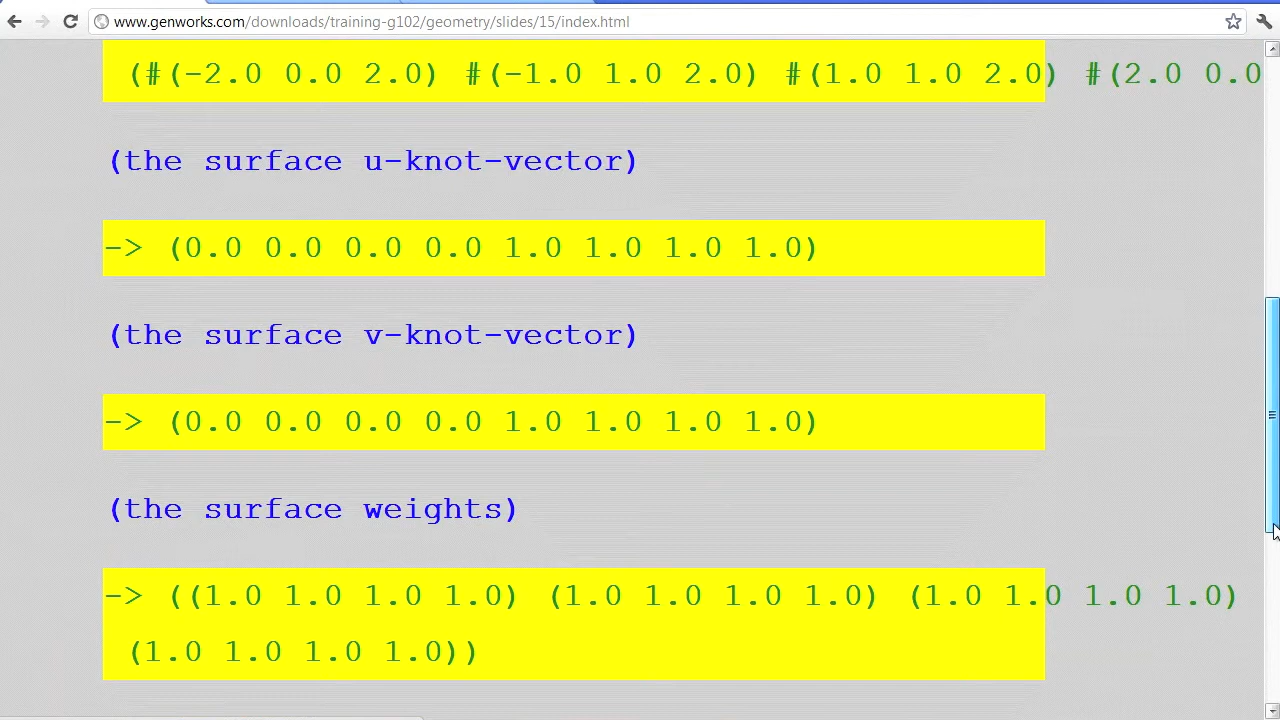 www.genworks.com/downloads/training-g102/geometry/slides/15/index.html
(#(-2.0 0.0 2.0) #(-1.0 1.0 2.0) #(1.0 1.0 2.0) #(2.0 0.0
(the surface u-knot-vector)
-> (0.0 0.0 0.0 0.0 1.0 1.0 1.0 1.0)
(the surface v-knot-vector)
-> (0.0 0.0 0.0 0.0 1.0 1.0 1.0 1.0)
(the surface weights)
-> ((1.0 1.0 1.0 1.0) (1.0 1.0 1.0 1.0) (1.0 1.0 1.0 1.0)
(1.0 1.0 1.0 1.0))